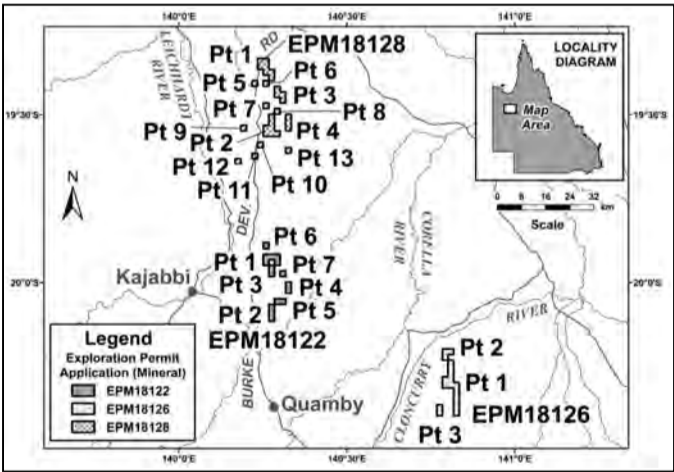 140°0'E 140°30'E 141°0'E
EPM18128
LOCALITY
DIAGRAM
Map
Area
0 8 16 24 32
km
Scale
LEICHHARDT
RIVER
RD
Pt 1
Pt 6
Pt 5
Pt 3
Pt 7
Pt 8
19°30'S
19°30'S
Pt 9
Pt 4
Pt 2
Pt 12
Pt 13
Pt 10
Pt 11
N
DEV.
CORELLA
RIVER
Pt 6
Pt 1
Pt 7
Kajabbi
Pt 3
Pt 4
20°0'S
20°0'S
Pt 2
Pt 5
EPM18122
RIVER
Legend
Exploration Permit
Application (Mineral)
EPM18122
EPM18126
EPM18128
BURKE
Quamby
CLONCURRY
Pt 2
Pt 1
EPM18126
Pt 3
140°0'E 140°30'E 141°0'E